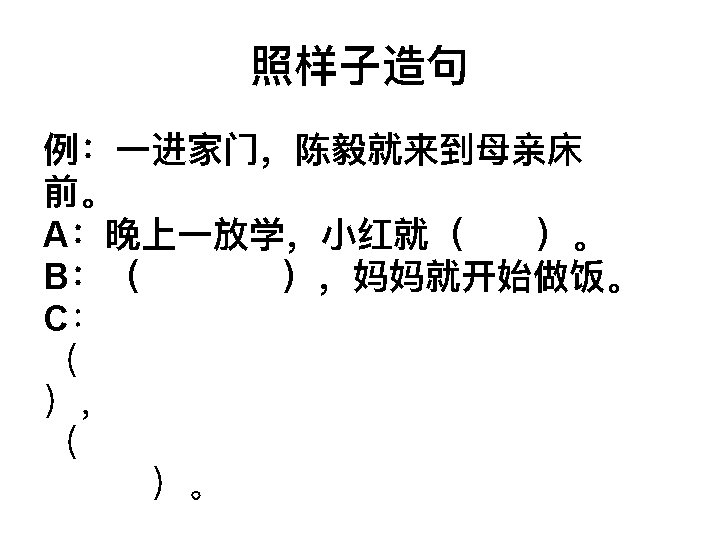 照样子造句
例：一进家门，陈毅就来到母亲床
前。
A：晚上一放学，小红就（　　）。
B：（　　　　），妈妈就开始做饭。
C：
（
），
（
）。